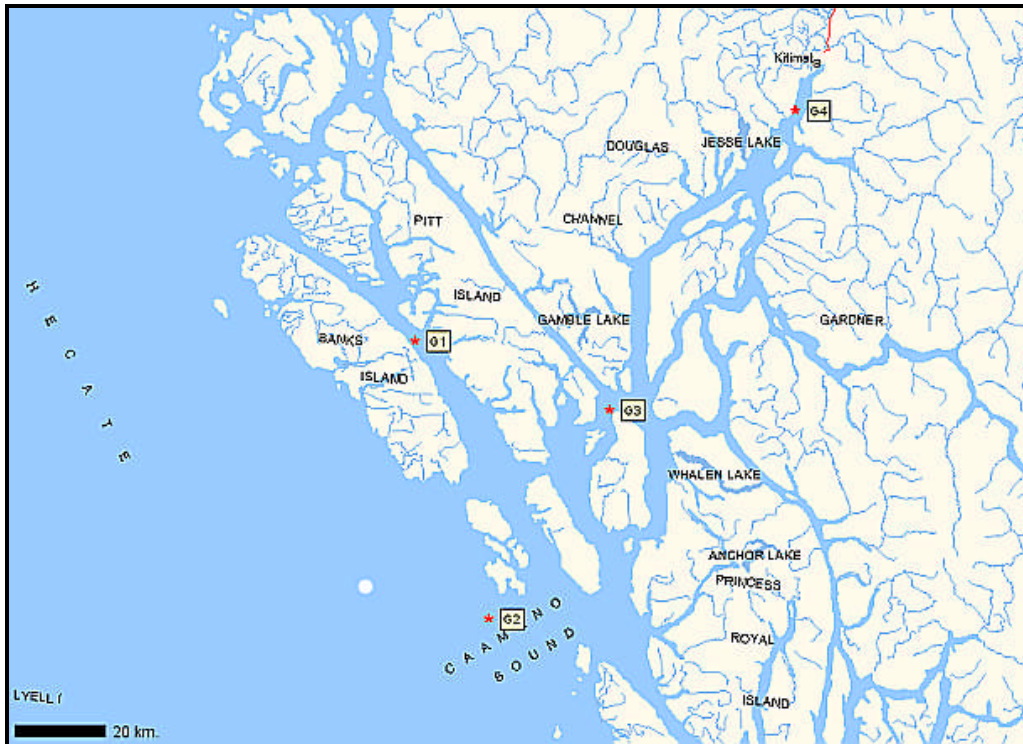 Kitimat
G4
JESSE LAKE
DOUGLAS
CHANNEL
PITT
ISLAND
GAMBLE LAKE
GARDNER
HECATE
BANKS
ISLAND
G1
G3
WHALEN LAKE
ANCHOR LAKE
PRINCESS
ROYAL
ISLAND
G2
CAAMANO
SOUND
LYELL I
20 km.